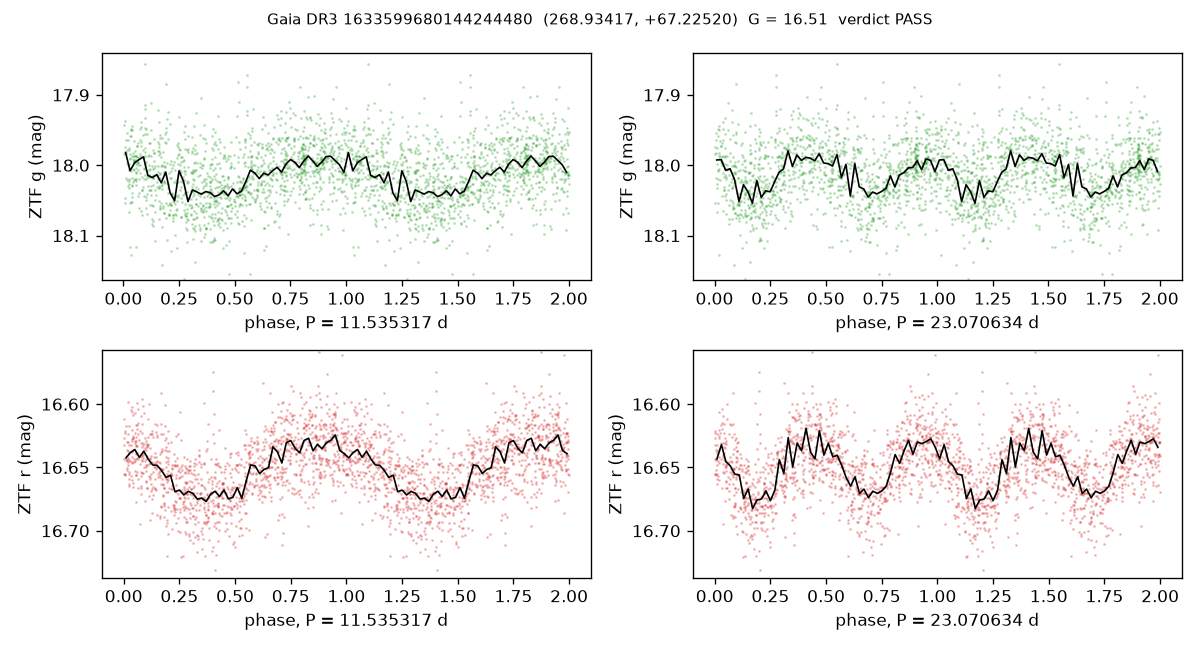 Gaia DR3 1633599680144244480  (268.93417, +67.22520)  G = 16.51  verdict PASS
ZTF g (mag)
17.9
18.0
18.1
0.00 0.25 0.50 0.75 1.00 1.25 1.50 1.75 2.00
phase, P = 11.535317 d
ZTF g (mag)
17.9
18.0
18.1
0.00 0.25 0.50 0.75 1.00 1.25 1.50 1.75 2.00
phase, P = 23.070634 d
ZTF r (mag)
16.60
16.65
16.70
0.00 0.25 0.50 0.75 1.00 1.25 1.50 1.75 2.00
phase, P = 11.535317 d
ZTF r (mag)
16.60
16.65
16.70
0.00 0.25 0.50 0.75 1.00 1.25 1.50 1.75 2.00
phase, P = 23.070634 d